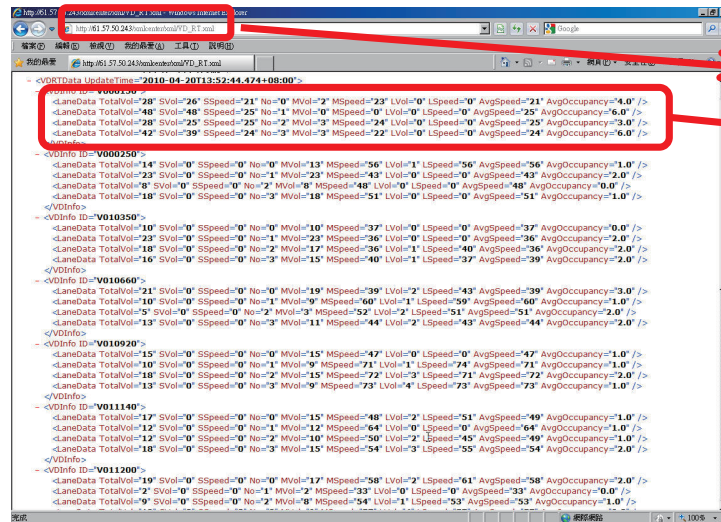 http://61.57.50.243/xmlcenter/xml/VD_RT.xml - Windows Internet Explorer
http://61.57.50.243/xmlcenter/xml/VD_RT.xml
Google
檔案(F) 編輯(E) 檢視(V) 我的最愛(A) 工具(T) 說明(H)
我的最愛 http://61.57.50.243/xmlcenter/xml/VD_RT.xml
- <VDRTData UpdateTime="2010-04-20T13:52:44.474+08:00">
<LaneData TotalVol="28" SVol="26" SSpeed="21" No="0" MVol="2" MSpeed="23" LVol="0" LSpeed="0" AvgSpeed="21" AvgOccupancy="4.0" />
<LaneData TotalVol="48" SVol="48" SSpeed="25" No="1" MVol="0" MSpeed="0" LVol="0" LSpeed="0" AvgSpeed="25" AvgOccupancy="6.0" />
<LaneData TotalVol="28" SVol="25" SSpeed="25" No="2" MVol="3" MSpeed="24" LVol="0" LSpeed="0" AvgSpeed="25" AvgOccupancy="3.0" />
<LaneData TotalVol="42" SVol="39" SSpeed="24" No="3" MVol="3" MSpeed="22" LVol="0" LSpeed="0" AvgSpeed="24" AvgOccupancy="6.0" />
</VDInfo>
- <VDInfo ID="V000250">
<LaneData TotalVol="14" SVol="0" SSpeed="0" No="0" MVol="13" MSpeed="56" LVol="1" LSpeed="56" AvgSpeed="56" AvgOccupancy="1.0" />
<LaneData TotalVol="23" SVol="0" SSpeed="0" No="1" MVol="23" MSpeed="43" LVol="0" LSpeed="0" AvgSpeed="43" AvgOccupancy="2.0" />
<LaneData TotalVol="8" SVol="0" SSpeed="0" No="2" MVol="8" MSpeed="48" LVol="0" LSpeed="0" AvgSpeed="48" AvgOccupancy="0.0" />
<LaneData TotalVol="18" SVol="0" SSpeed="0" No="3" MVol="18" MSpeed="51" LVol="0" LSpeed="0" AvgSpeed="51" AvgOccupancy="1.0" />
</VDInfo>
- <VDInfo ID="V010350">
<LaneData TotalVol="10" SVol="0" SSpeed="0" No="0" MVol="10" MSpeed="37" LVol="0" LSpeed="0" AvgSpeed="37" AvgOccupancy="0.0" />
<LaneData TotalVol="23" SVol="0" SSpeed="0" No="1" MVol="23" MSpeed="36" LVol="0" LSpeed="0" AvgSpeed="36" AvgOccupancy="2.0" />
<LaneData TotalVol="18" SVol="0" SSpeed="0" No="2" MVol="17" MSpeed="36" LVol="1" LSpeed="40" AvgSpeed="36" AvgOccupancy="2.0" />
<LaneData TotalVol="16" SVol="0" SSpeed="0" No="3" MVol="15" MSpeed="40" LVol="1" LSpeed="37" AvgSpeed="39" AvgOccupancy="2.0" />
</VDInfo>
- <VDInfo ID="V010660">
<LaneData TotalVol="21" SVol="0" SSpeed="0" No="0" MVol="19" MSpeed="39" LVol="2" LSpeed="43" AvgSpeed="39" AvgOccupancy="3.0" />
<LaneData TotalVol="10" SVol="0" SSpeed="0" No="1" MVol="9" MSpeed="60" LVol="1" LSpeed="59" AvgSpeed="60" AvgOccupancy="1.0" />
<LaneData TotalVol="5" SVol="0" SSpeed="0" No="2" MVol="3" MSpeed="52" LVol="2" LSpeed="51" AvgSpeed="51" AvgOccupancy="2.0" />
<LaneData TotalVol="13" SVol="0" SSpeed="0" No="3" MVol="11" MSpeed="44" LVol="2" LSpeed="43" AvgSpeed="44" AvgOccupancy="2.0" />
</VDInfo>
- <VDInfo ID="V010920">
<LaneData TotalVol="15" SVol="0" SSpeed="0" No="0" MVol="15" MSpeed="47" LVol="0" LSpeed="0" AvgSpeed="47" AvgOccupancy="1.0" />
<LaneData TotalVol="10" SVol="0" SSpeed="0" No="1" MVol="9" MSpeed="71" LVol="1" LSpeed="74" AvgSpeed="71" AvgOccupancy="1.0" />
<LaneData TotalVol="18" SVol="0" SSpeed="0" No="2" MVol="15" MSpeed="72" LVol="3" LSpeed="71" AvgSpeed="72" AvgOccupancy="2.0" />
<LaneData TotalVol="13" SVol="0" SSpeed="0" No="3" MVol="9" MSpeed="73" LVol="4" LSpeed="73" AvgSpeed="73" AvgOccupancy="2.0" />
</VDInfo>
- <VDInfo ID="V011140">
<LaneData TotalVol="17" SVol="0" SSpeed="0" No="0" MVol="15" MSpeed="48" LVol="2" LSpeed="51" AvgSpeed="49" AvgOccupancy="1.0" />
<LaneData TotalVol="12" SVol="0" SSpeed="0" No="1" MVol="12" MSpeed="64" LVol="0" LSpeed="0" AvgSpeed="64" AvgOccupancy="1.0" />
<LaneData TotalVol="12" SVol="0" SSpeed="0" No="2" MVol="10" MSpeed="50" LVol="2" LSpeed="45" AvgSpeed="49" AvgOccupancy="1.0" />
<LaneData TotalVol="18" SVol="0" SSpeed="0" No="3" MVol="15" MSpeed="54" LVol="3" LSpeed="55" AvgSpeed="54" AvgOccupancy="2.0" />
</VDInfo>
- <VDInfo ID="V011200">
<LaneData TotalVol="19" SVol="0" SSpeed="0" No="0" MVol="17" MSpeed="58" LVol="2" LSpeed="61" AvgSpeed="58" AvgOccupancy="2.0" />
<LaneData TotalVol="2" SVol="0" SSpeed="0" No="1" MVol="2" MSpeed="33" LVol="0" LSpeed="0" AvgSpeed="33" AvgOccupancy="0.0" />
<LaneData TotalVol="9" SVol="0" SSpeed="0" No="2" MVol="8" MSpeed="54" LVol="1" LSpeed="53" AvgSpeed="53" AvgOccupancy="1.0" />
完成 網際網路 100%